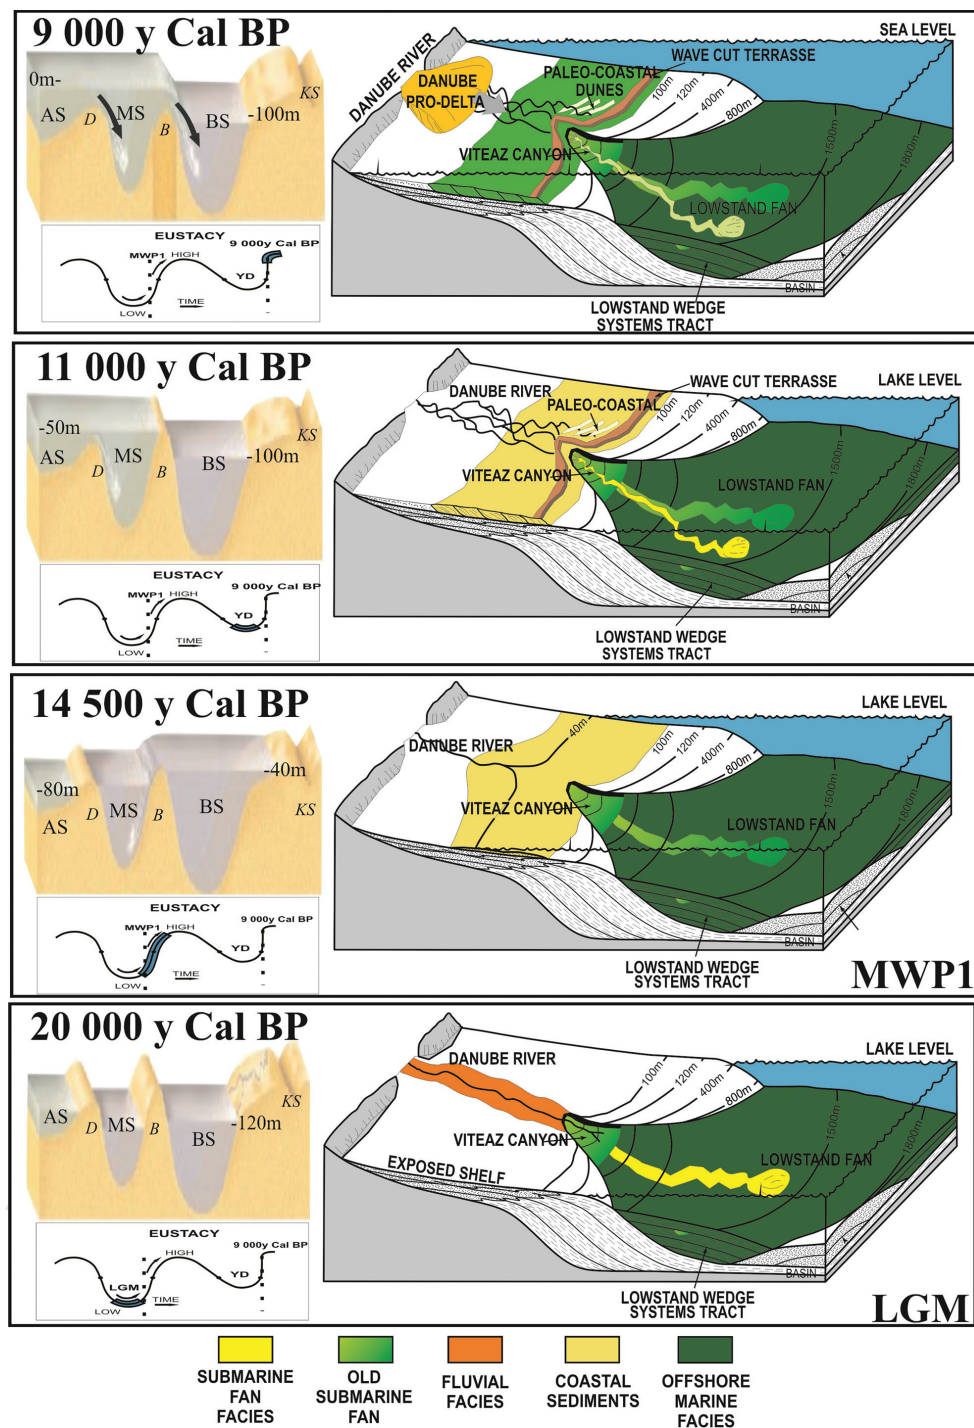 9 000 y Cal BP
0m-
AS
D
MS
B
BS
KS
-100m
EUSTACY
9 000y Cal BP
MWP1
HIGH
YD
LOW
TIME
DANUBE RIVER
DANUBE
PRO-DELTA
PALEO-COASTAL
DUNES
WAVE CUT TERRASSE
SEA LEVEL
100m
120m
400m
800m
1500m
1800m
VITEAZ CANYON
LOWSTAND FAN
BASIN
LOWSTAND WEDGE
SYSTEMS TRACT
11 000 y Cal BP
-50m
AS
D
MS
B
BS
KS
-100m
EUSTACY
9 000y Cal BP
MWP1
HIGH
YD
LOW
TIME
DANUBE RIVER
PALEO-COASTAL
WAVE CUT TERRASSE
LAKE LEVEL
100m
120m
400m
800m
1500m
1800m
VITEAZ CANYON
LOWSTAND FAN
BASIN
LOWSTAND WEDGE
SYSTEMS TRACT
14 500 y Cal BP
-80m
AS
D
MS
B
BS
-40m
KS
EUSTACY
9 000y Cal BP
MWP1
HIGH
YD
LOW
TIME
DANUBE RIVER
LAKE LEVEL
40m
100m
120m
400m
800m
1500m
1800m
VITEAZ CANYON
LOWSTAND FAN
BASIN
LOWSTAND WEDGE
SYSTEMS TRACT
MWP1
20 000 y Cal BP
AS
D
MS
B
BS
KS
-120m
EUSTACY
9 000y Cal BP
HIGH
LGM
YD
LOW
TIME
DANUBE RIVER
LAKE LEVEL
100m
120m
400m
800m
1500m
1800m
VITEAZ CANYON
EXPOSED SHELF
LOWSTAND FAN
BASIN
LOWSTAND WEDGE
SYSTEMS TRACT
LGM
SUBMARINE
FAN
FACIES
OLD
SUBMARINE
FAN
FLUVIAL
FACIES
COASTAL
SEDIMENTS
OFFSHORE
MARINE
FACIES